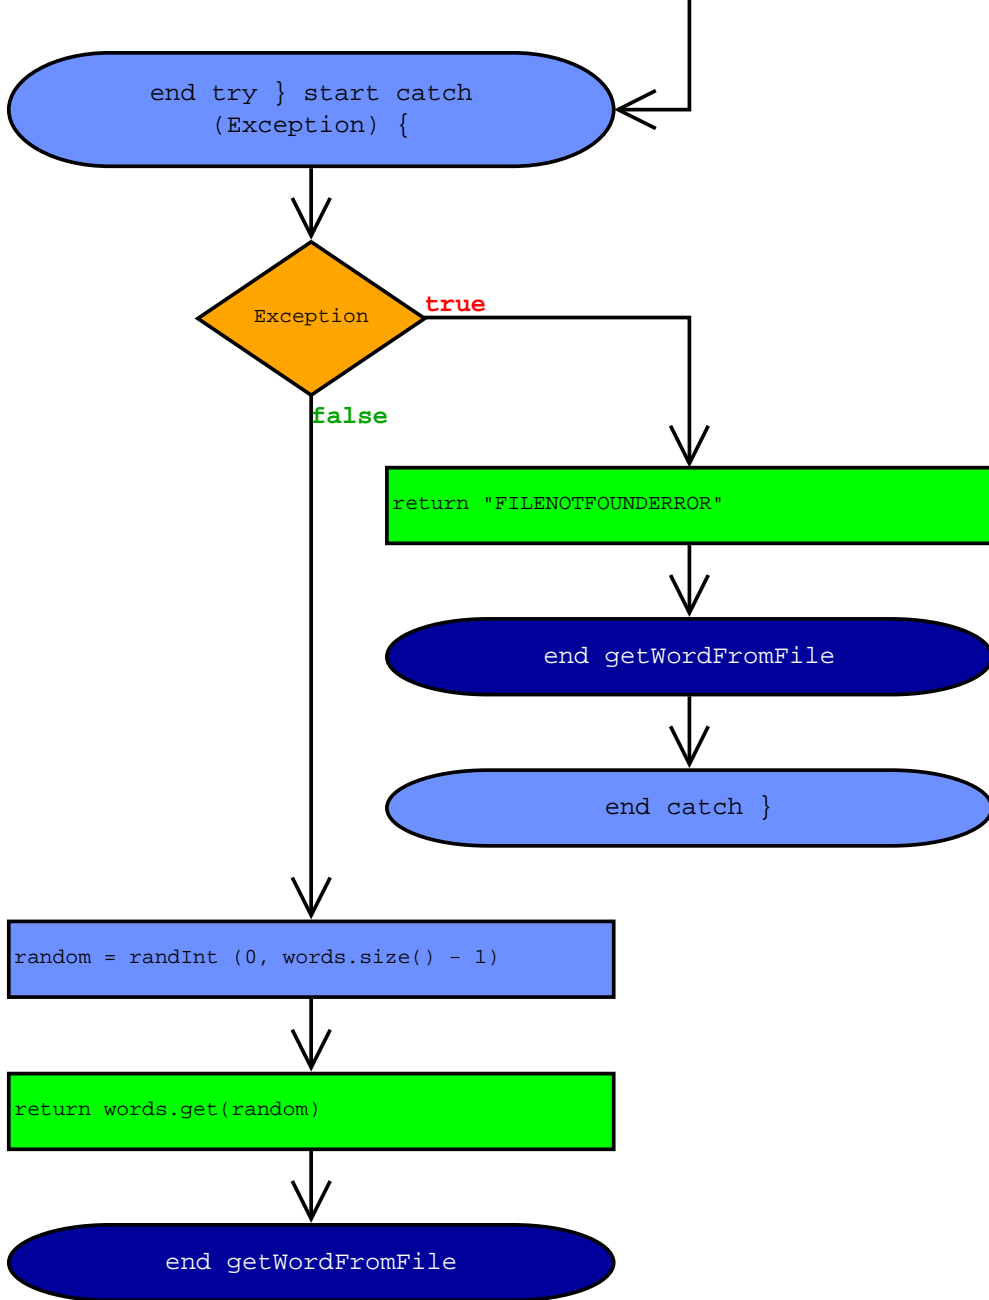 end try } start catch
(Exception) {
Exception
true
false
return "FILENOTFOUNDERROR"
end getWordFromFile
end catch }
random = randInt (0, words.size() - 1)
return words.get(random)
end getWordFromFile